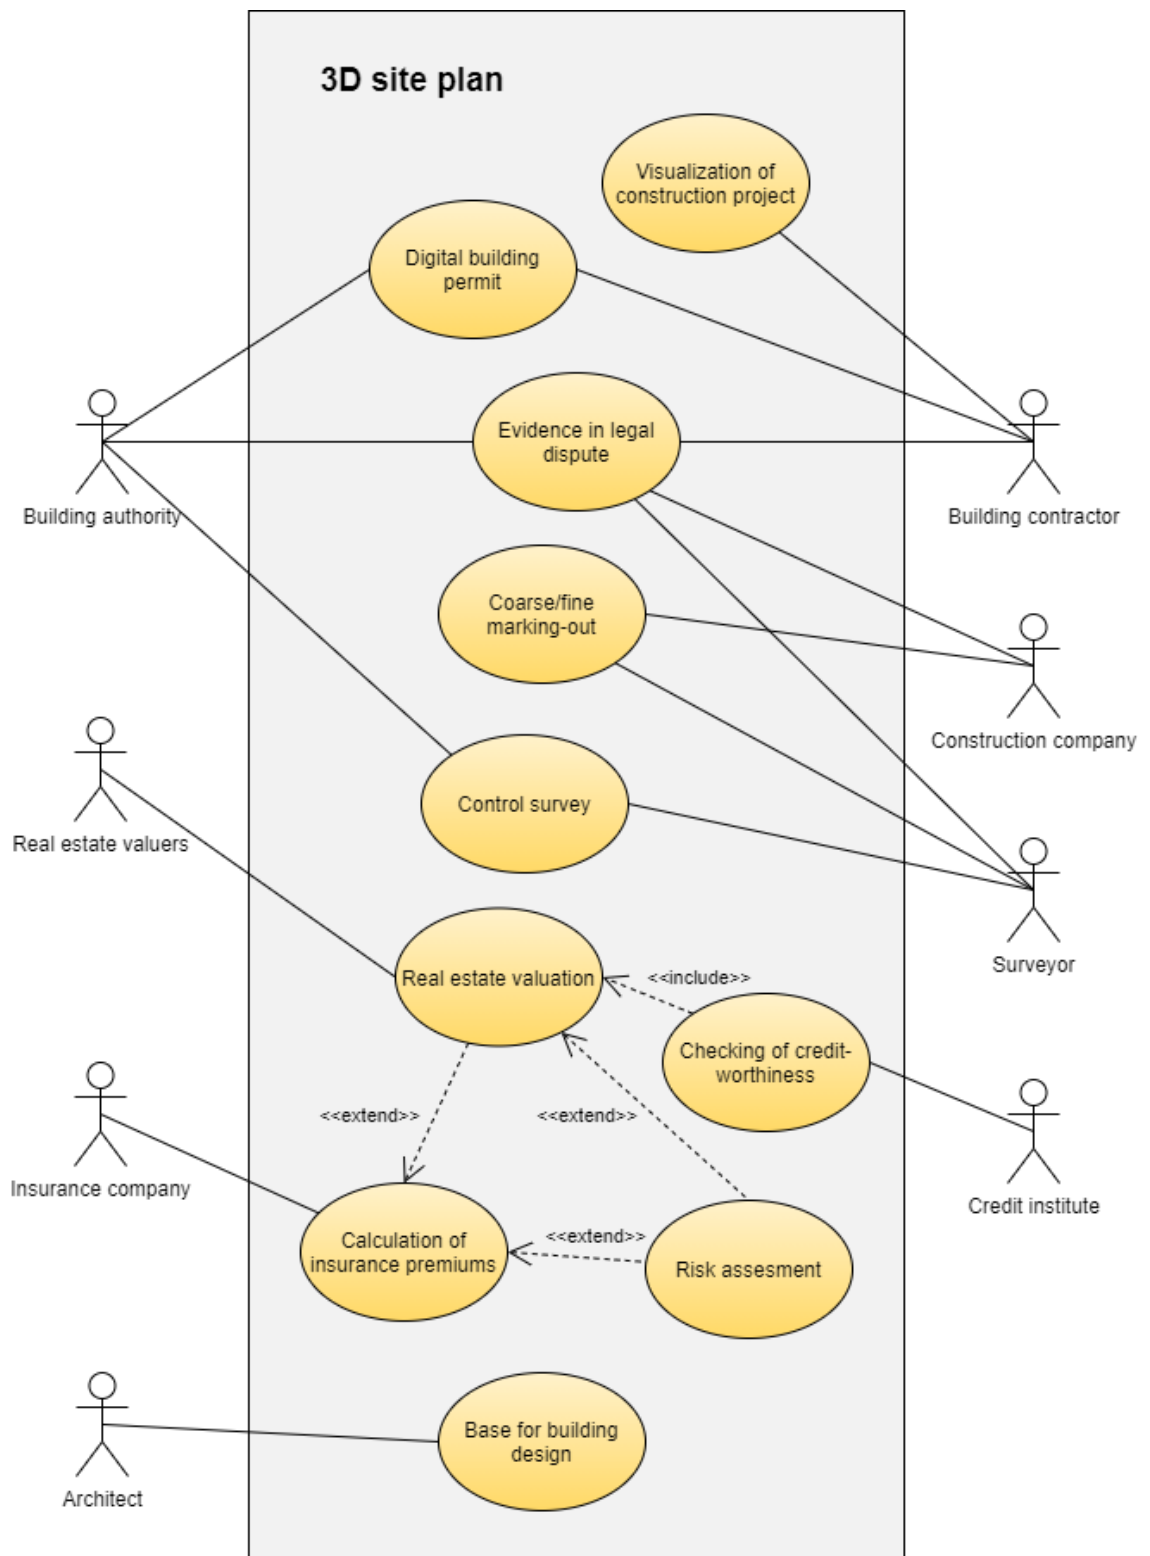 3D site plan
Visualization of
construction project
Digital building
permit
Evidence in legal
dispute
Building authority
Building contractor
Coarse/fine
marking-out
Construction company
Control survey
Real estate valuers
Surveyor
Real estate valuation
<<include>>
Checking of credit-
worthiness
<<extend>>
<<extend>>
Insurance company
Credit institute
Calculation of
insurance premiums
<<extend>>
Risk assesment
Base for building
design
Architect